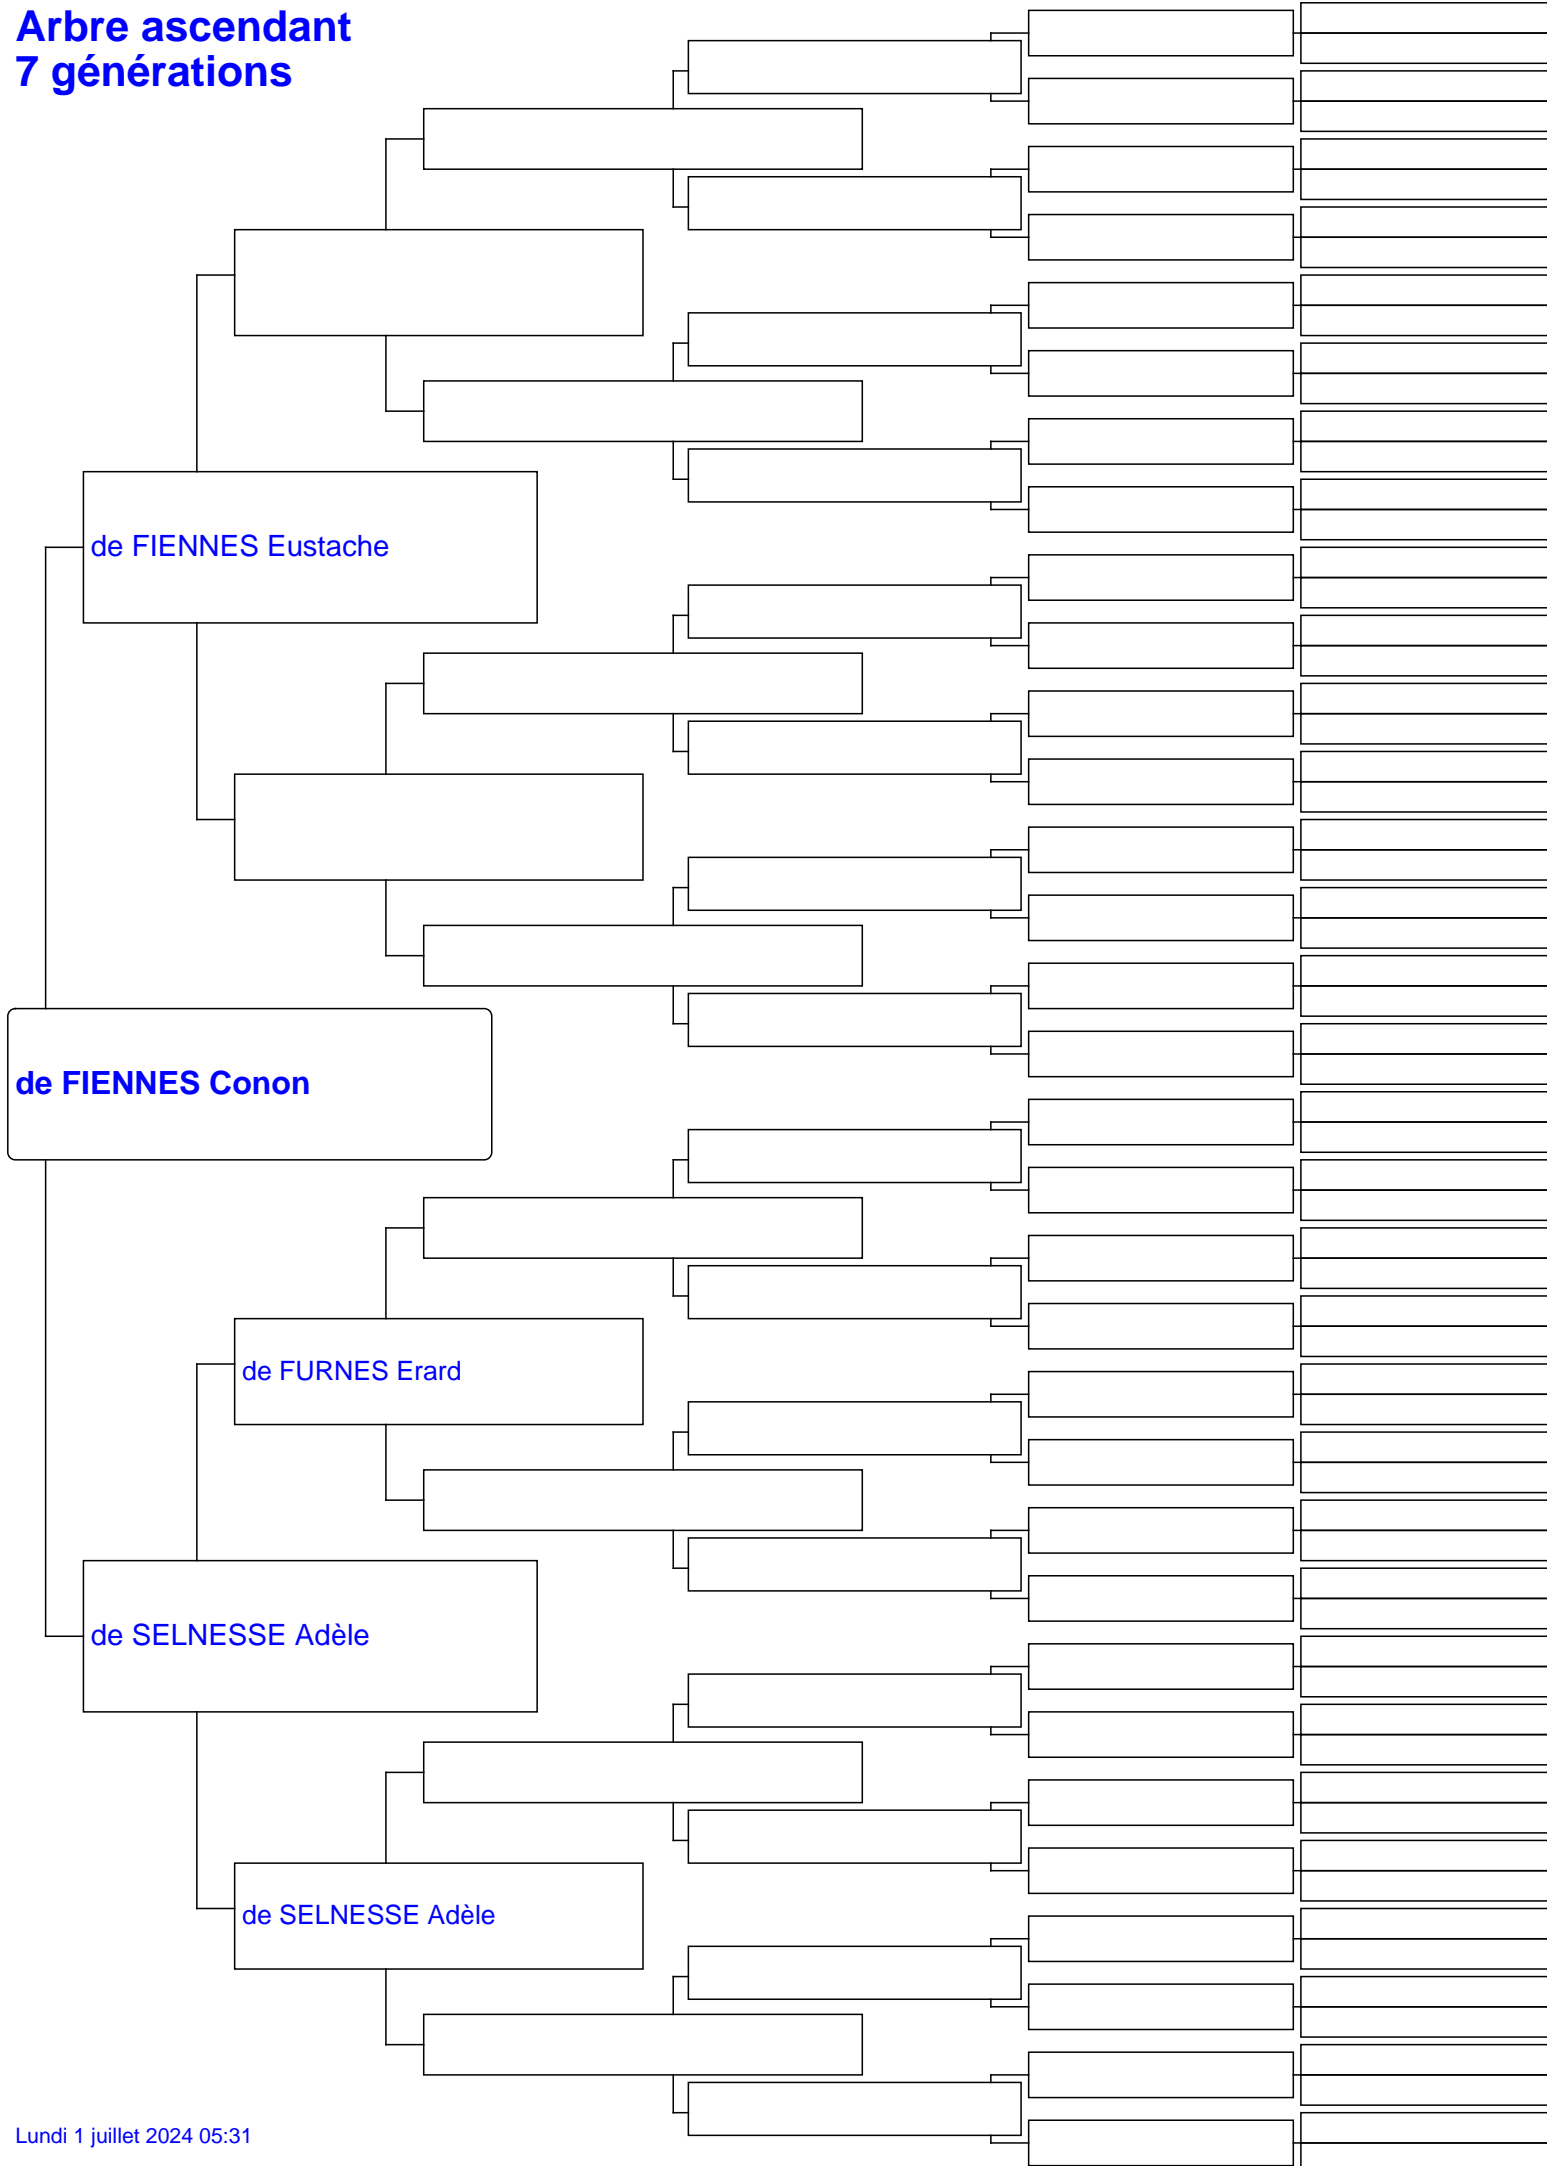 Arbre ascendant
7 générations
de FIENNES Eustache
de FIENNES Conon
de FURNES Erard
de SELNESSE Adèle
de SELNESSE Adèle
Lundi 1 juillet 2024 05:31